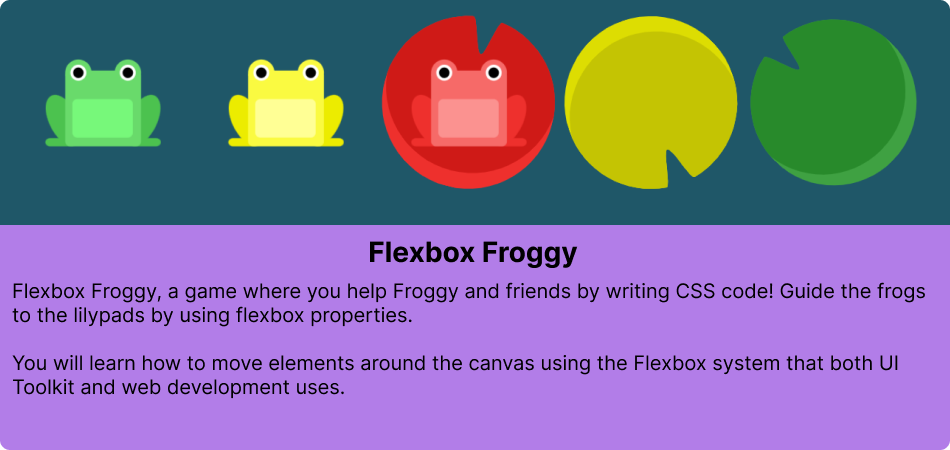 Flexbox Froggy
Flexbox Froggy, a game where you help Froggy and friends by writing CSS code! Guide the frogs
to the lilypads by using flexbox properties.
You will learn how to move elements around the canvas using the Flexbox system that both UI
Toolkit and web development uses.